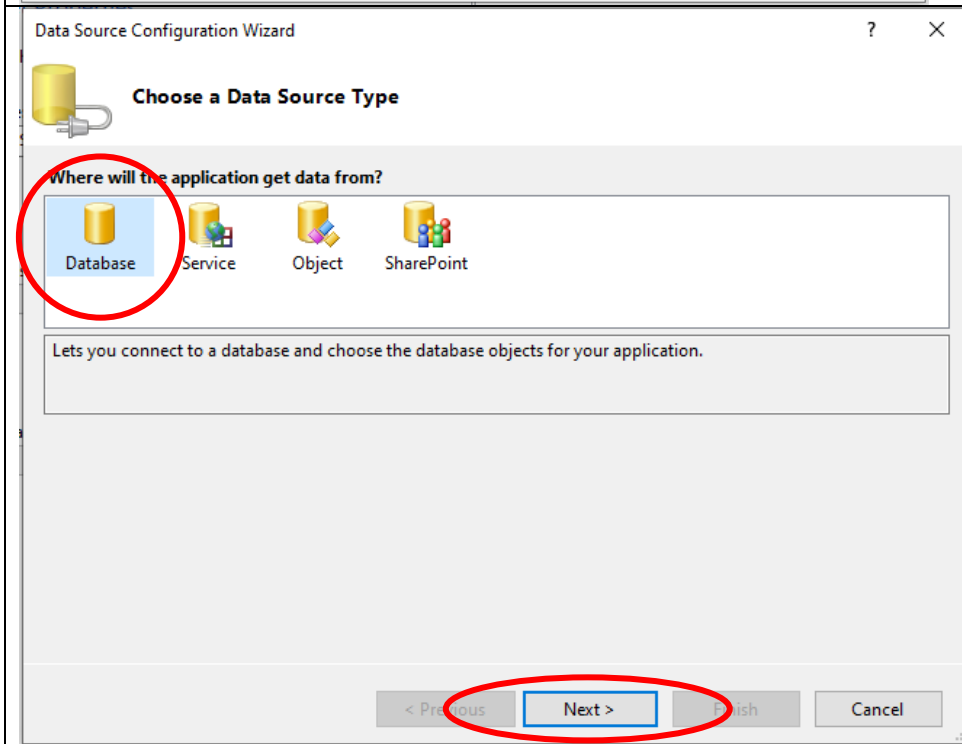 Data Source Configuration Wizard ?
Choose a Data Source Type
Where will the application get data from?
Database Service Object SharePoint
Lets you connect to a database and choose the database objects for your application.
< Previous Next > Finish Cancel